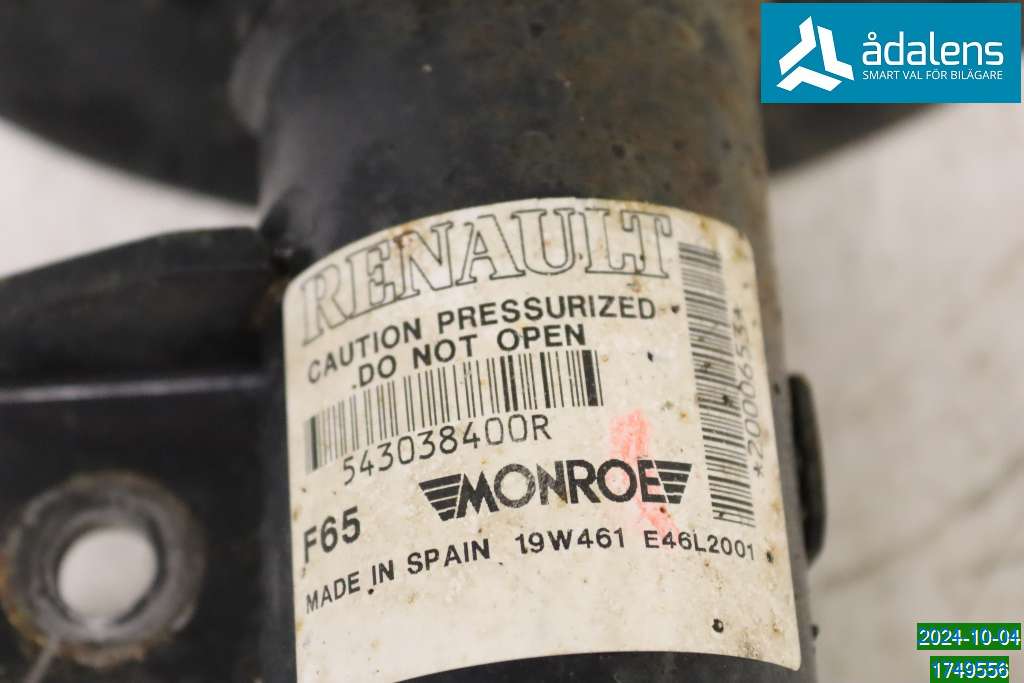 ådalens
SMART VAL FÖR BILÄGARE
RENAULT
CAUTION PRESSURIZED
DO NOT OPEN
543038400R
*20006533*
MONROE
F65
MADE IN SPAIN 19W461 E46L2001
2024-10-04
1749556